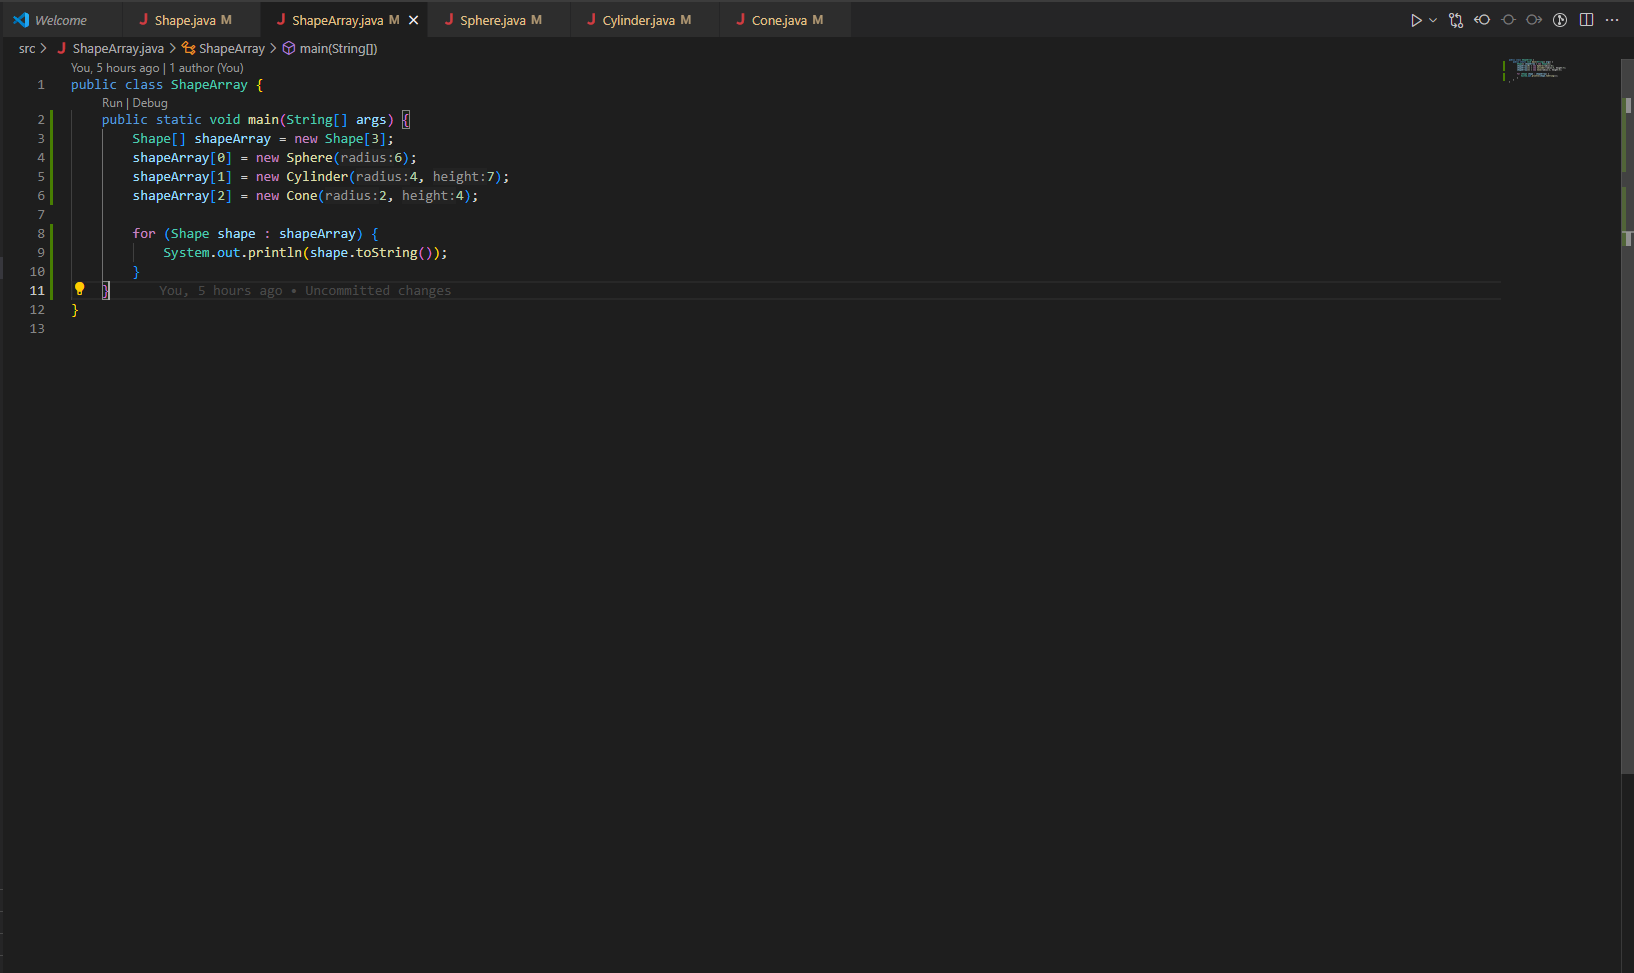 Welcome Shape.java M ShapeArray.java M Sphere.java M Cylinder.java M Cone.java M
src > ShapeArray.java > ShapeArray > main(String[])
You, 5 hours ago | 1 author (You)
1 public class ShapeArray {
Run | Debug
2 public static void main(String[] args) {
3 Shape[] shapeArray = new Shape[3];
4 shapeArray[0] = new Sphere(radius:6);
5 shapeArray[1] = new Cylinder(radius:4, height:7);
6 shapeArray[2] = new Cone(radius:2, height:4);
7
8 for (Shape shape : shapeArray) {
9 System.out.println(shape.toString());
10 }
11 } You, 5 hours ago • Uncommitted changes
12 }
13